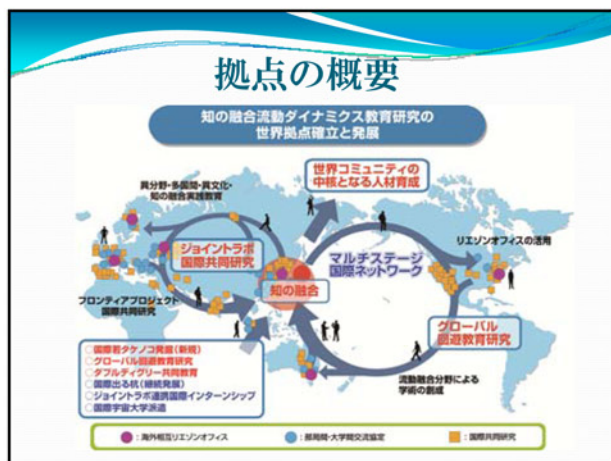 拠点の概要
知の融合流動ダイナミクス教育研究の
世界拠点確立と発展
世界コミュニティの
中核となる人材育成
異分野・多国間・異文化・
知の融合実践教育
リエゾンオフィスの活用
ジョイントラボ
国際共同研究
マルチステージ
国際ネットワーク
知の融合
フロンティアプロジェクト
国際共同研究
グローバル
回遊教育研究
○国際若タケノコ発掘(新規)
○グローバル回遊教育研究
○ダブルディグリー共同教育
○国際出る杭(継続発展)
○ジョイントラボ連携国際インターンシップ
○国際宇宙大学派遣
流動融合分野による
学術の創成
:海外相互リエゾンオフィス
:部局間・大学間交流協定
:国際共同研究